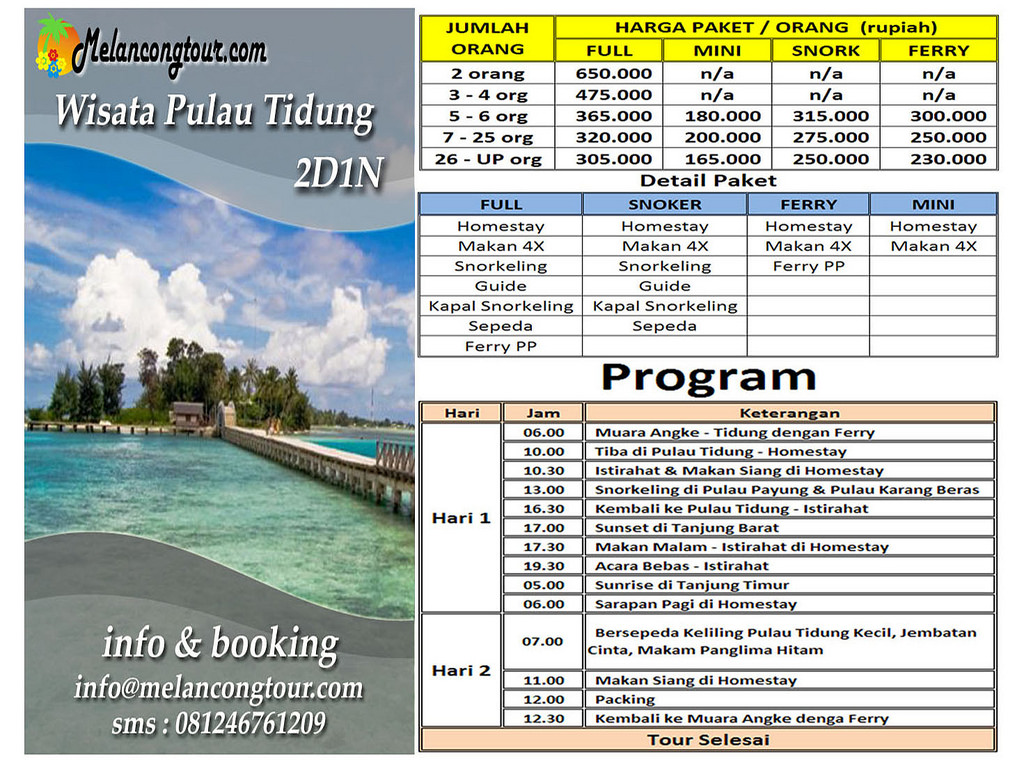 Melancongtour.com
Wisata Pulau Tidung
2D1N
info & booking
info@melancongtour.com
sms : 081246761209
JUMLAH ORANG HARGA PAKET / ORANG (rupiah)
FULL MINI SNORK FERRY
2 orang 650.000 n/a n/a n/a
3 - 4 org 475.000 n/a n/a n/a
5 - 6 org 365.000 180.000 315.000 300.000
7 - 25 org 320.000 200.000 275.000 250.000
26 - UP org 305.000 165.000 250.000 230.000
Detail Paket
FULL SNOKER FERRY MINI
Homestay Homestay Homestay Homestay
Makan 4X Makan 4X Makan 4X Makan 4X
Snorkeling Snorkeling Ferry PP
Guide Guide
Kapal Snorkeling Kapal Snorkeling
Sepeda Sepeda
Ferry PP
Program
Hari Jam Keterangan
Hari 1
06.00 Muara Angke - Tidung dengan Ferry
10.00 Tiba di Pulau Tidung - Homestay
10.30 Istirahat & Makan Siang di Homestay
13.00 Snorkeling di Pulau Payung & Pulau Karang Beras
16.30 Kembali ke Pulau Tidung - Istirahat
17.00 Sunset di Tanjung Barat
17.30 Makan Malam - Istirahat di Homestay
19.30 Acara Bebas - Istirahat
05.00 Sunrise di Tanjung Timur
06.00 Sarapan Pagi di Homestay
Hari 2
07.00 Bersepeda Keliling Pulau Tidung Kecil, Jembatan
Cinta, Makam Panglima Hitam
11.00 Makan Siang di Homestay
12.00 Packing
12.30 Kembali ke Muara Angke denga Ferry
Tour Selesai